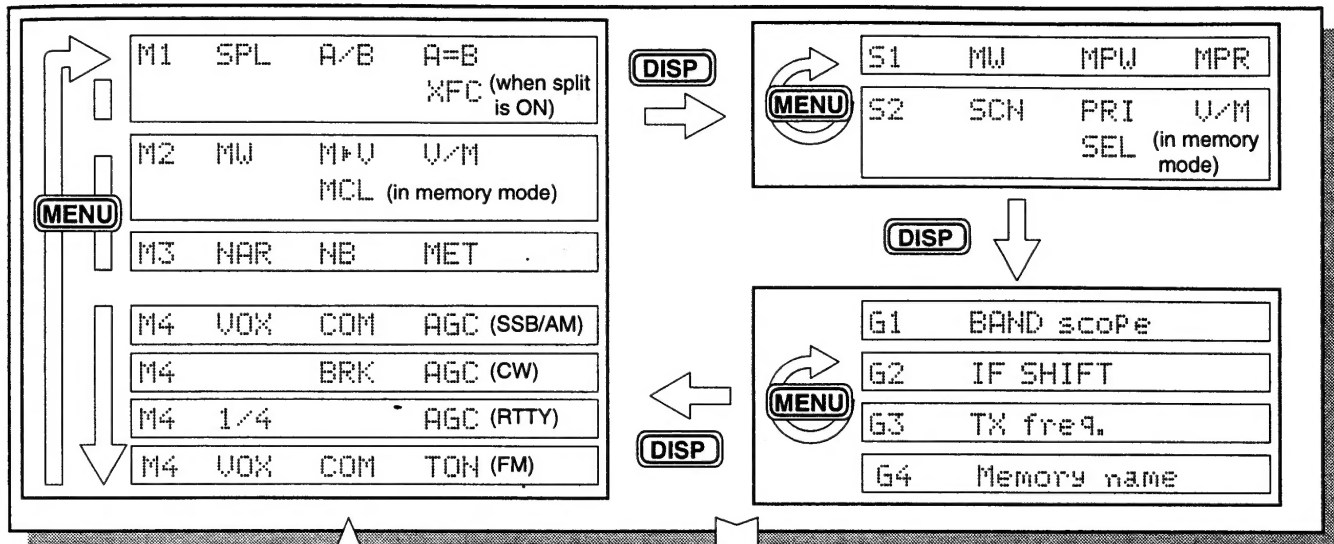 M1 SPL A/B A=B
XFC (when split is ON)
M2 MW M▶V V/M
MCL (in memory mode)
MENU
M3 NAR NB MET
M4 VOX COM AGC (SSB/AM)
M4 BRK AGC (CW)
M4 1/4 AGC (RTTY)
M4 VOX COM TON (FM)
DISP
S1 MW MPW MPR
MENU
S2 SCN PRI V/M
SEL (in memory mode)
DISP
G1 BAND scope
G2 IF SHIFT
MENU
G3 TX freq.
G4 Memory name
DISP